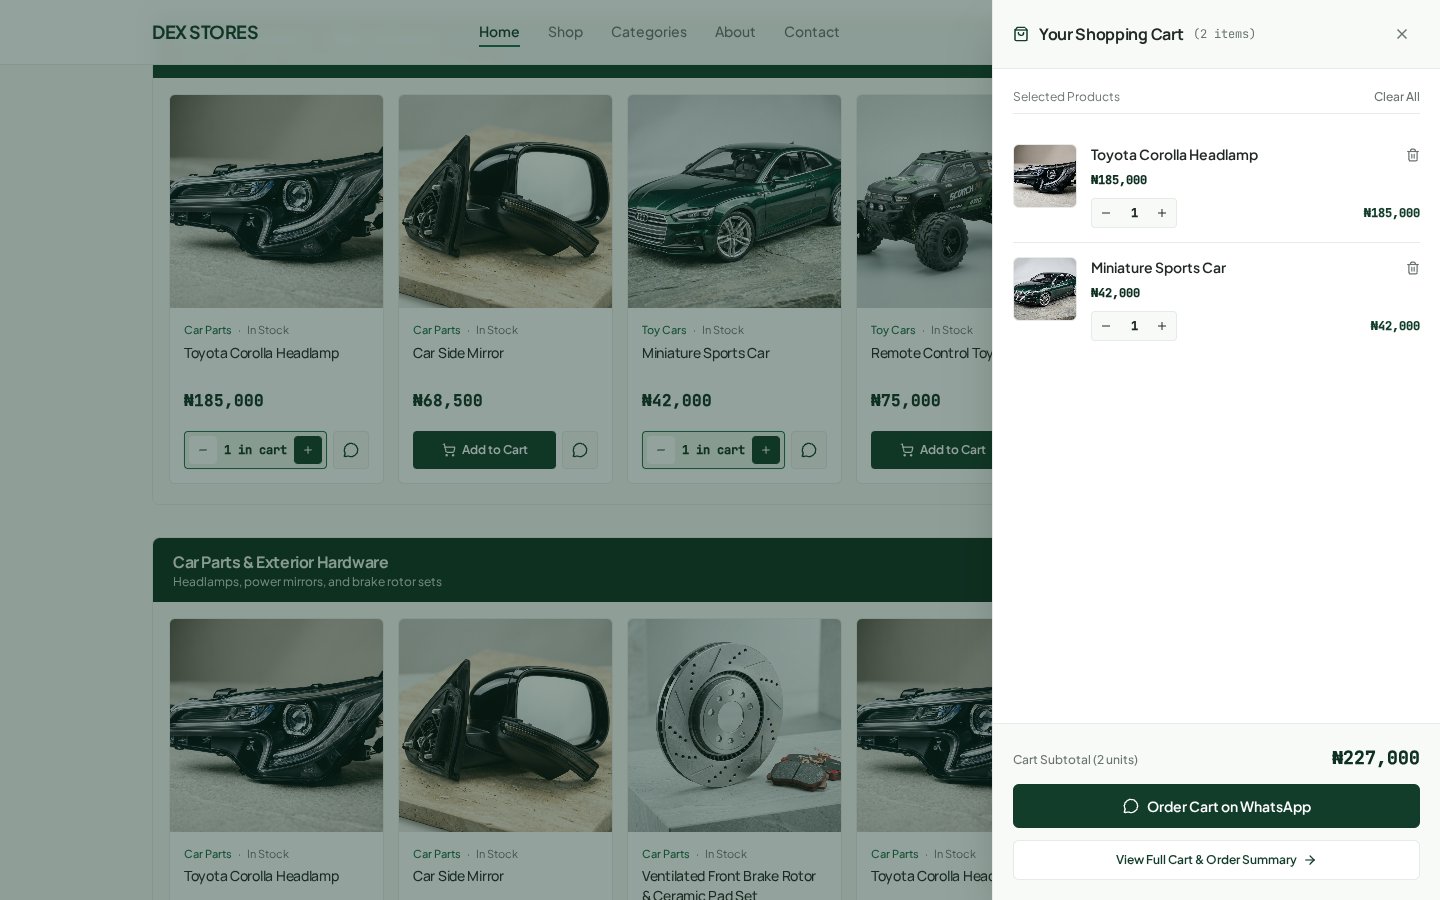 DEX STORES
Home
Shop
Categories
About
Contact
Car Parts · In Stock
Toyota Corolla Headlamp
₦185,000
1 in cart
Car Parts · In Stock
Car Side Mirror
₦68,500
Add to Cart
Toy Cars · In Stock
Miniature Sports Car
₦42,000
1 in cart
Toy Cars · In Stock
Remote Control Toy
₦75,000
Add to Cart
Car Parts & Exterior Hardware
Headlamps, power mirrors, and brake rotor sets
Car Parts · In Stock
Toyota Corolla Headlamp
Car Parts · In Stock
Car Side Mirror
Car Parts · In Stock
Ventilated Front Brake Rotor
& Ceramic Pad Set
Car Parts · In Stock
Toyota Corolla Head
Your Shopping Cart (2 items)
Selected Products
Clear All
Toyota Corolla Headlamp
₦185,000
1
₦185,000
Miniature Sports Car
₦42,000
1
₦42,000
Cart Subtotal (2 units)
₦227,000
Order Cart on WhatsApp
View Full Cart & Order Summary